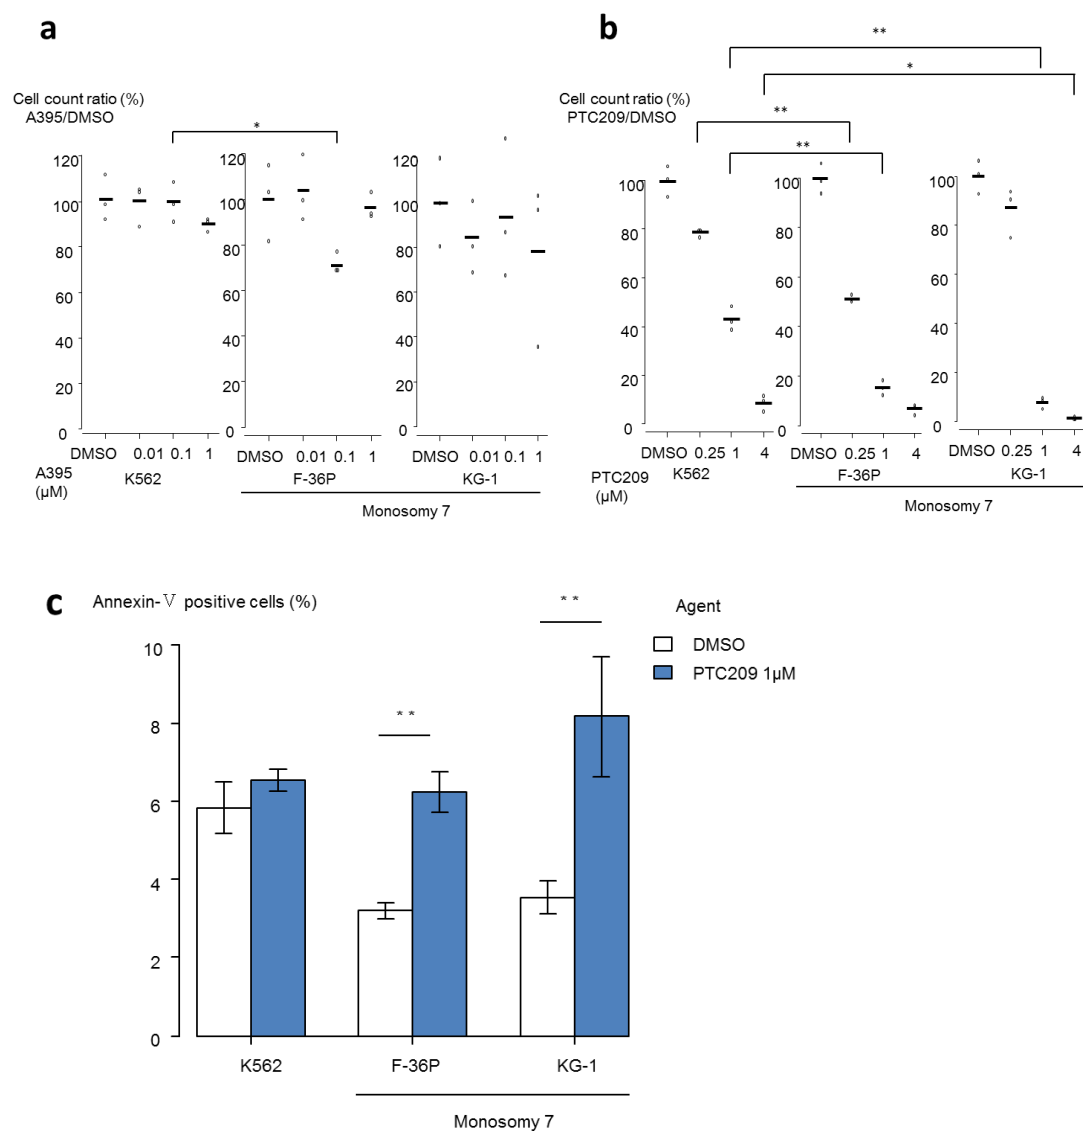 a
Cell count ratio (%)
A395/DMSO
*
120
100
80
60
40
20
0
120
100
80
60
40
20
0
120
100
80
60
40
20
0
DMSO 0.01 0.1 1
DMSO 0.01 0.1 1
DMSO 0.01 0.1 1
A395
(μM)
K562
F-36P
KG-1
Monosomy 7
b
Cell count ratio (%)
PTC209/DMSO
**
*
**
**
100
80
60
40
20
0
100
80
60
40
20
0
100
80
60
40
20
0
DMSO 0.25 1 4
DMSO 0.25 1 4
DMSO 0.25 1 4
PTC209
(μM)
K562
F-36P
KG-1
Monosomy 7
c
Annexin-Ⅴ positive cells (%)
Agent
DMSO
PTC209 1μM
**
**
10
8
6
4
2
0
K562
F-36P
KG-1
Monosomy 7